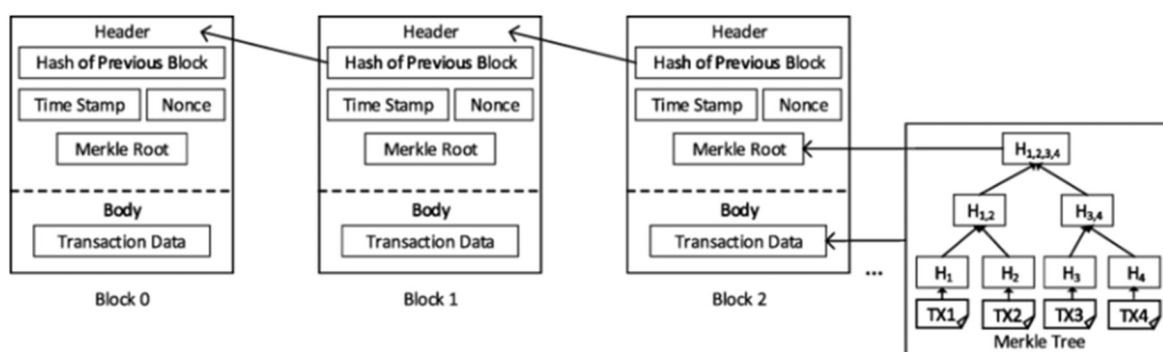 Header
Hash of Previous Block
Time Stamp
Nonce
Merkle Root
Body
Transaction Data
Block 0
Header
Hash of Previous Block
Time Stamp
Nonce
Merkle Root
Body
Transaction Data
Block 1
Header
Hash of Previous Block
Time Stamp
Nonce
Merkle Root
Body
Transaction Data
Block 2
...
H1,2,3,4
H1,2
H3,4
H1
H2
H3
H4
TX1
TX2
TX3
TX4
Merkle Tree